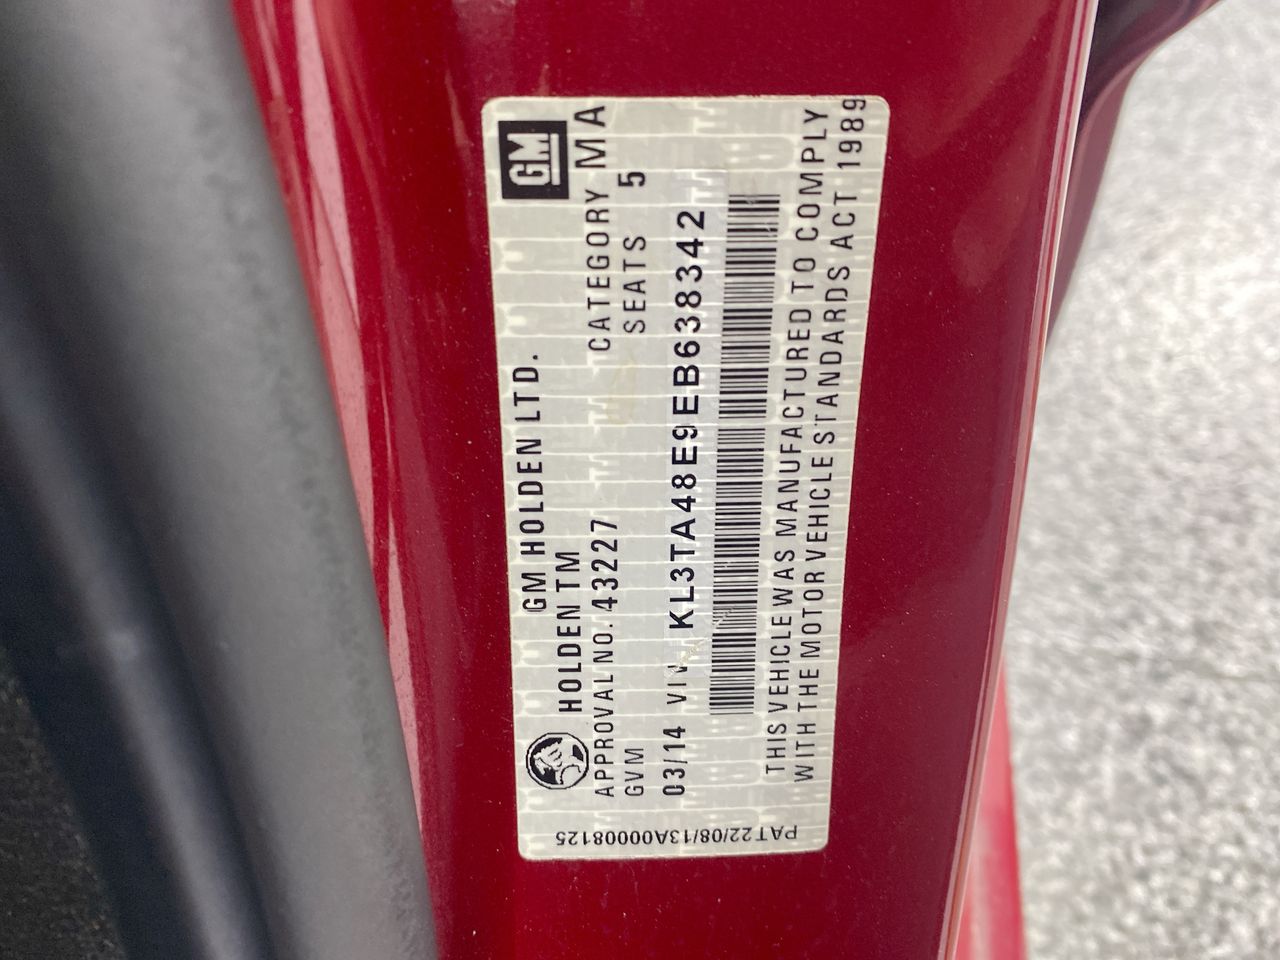 GM
GM HOLDEN LTD.
HOLDEN TM
CATEGORY MA
APPROVAL NO. 43227
SEATS 5
GVM
03/14 VIN KL3TA48E9EB638342
THIS VEHICLE WAS MANUFACTURED TO COMPLY
WITH THE MOTOR VEHICLE STANDARDS ACT 1989
PAT22/08/13A00008125